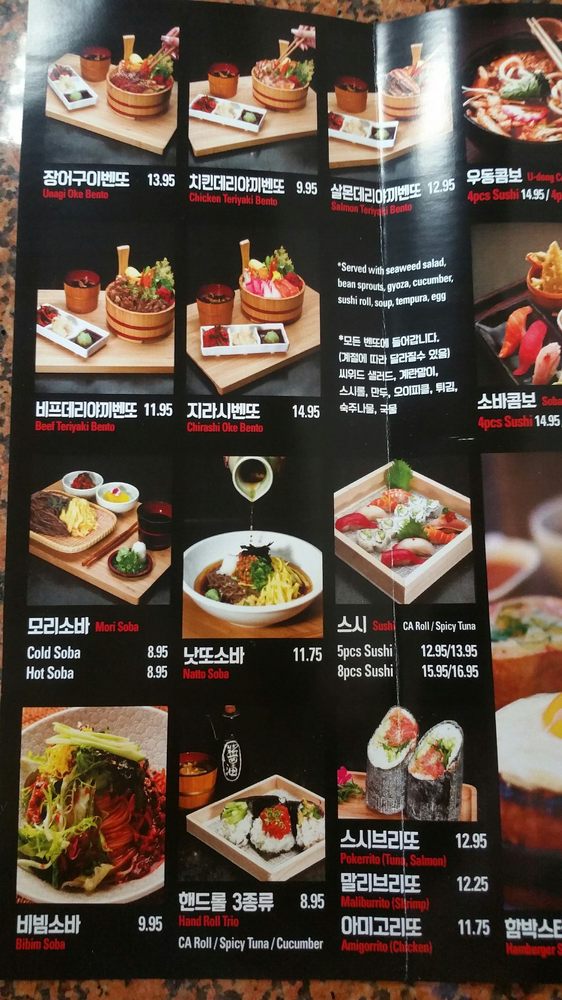 장어구이벤또 13.95
Unagi Oke Bento
치킨데리야끼벤또 9.95
Chicken Teriyaki Bento
살몬데리야끼벤또 12.95
Salmon Teriyaki Bento
우동콤보 U-dong
4pcs Sushi 14.95 /
비프데리야끼벤또 11.95
Beef Teriyaki Bento
지라시벤또 14.95
Chirashi Oke Bento
*Served with seaweed salad,
bean sprouts, gyoza, cucumber,
sushi roll, soup, tempura, egg
*모든 벤또에 들어갑니다.
(계절에 따라 달라질수 있음)
씨위드 샐러드, 계란말이,
스시롤, 만두, 오이피클, 튀김,
숙주나물, 국물
소바콤보 Soba
4pcs Sushi 14.95
모리소바 Mori Soba
Cold Soba 8.95
Hot Soba 8.95
낫또소바 11.75
Natto Soba
스시 Sushi CA Roll / Spicy Tuna
5pcs Sushi 12.95/13.95
8pcs Sushi 15.95/16.95
비빔소바 9.95
Bibim Soba
핸드롤 3종류 8.95
Hand Roll Trio
CA Roll / Spicy Tuna / Cucumber
스시브리또 12.95
Pokerrito (Tuna, Salmon)
말리브리또 12.25
Maliburrito (Shrimp)
아미고리또 11.75
Amigorrito (Chicken)
함박스테
Hamburger S